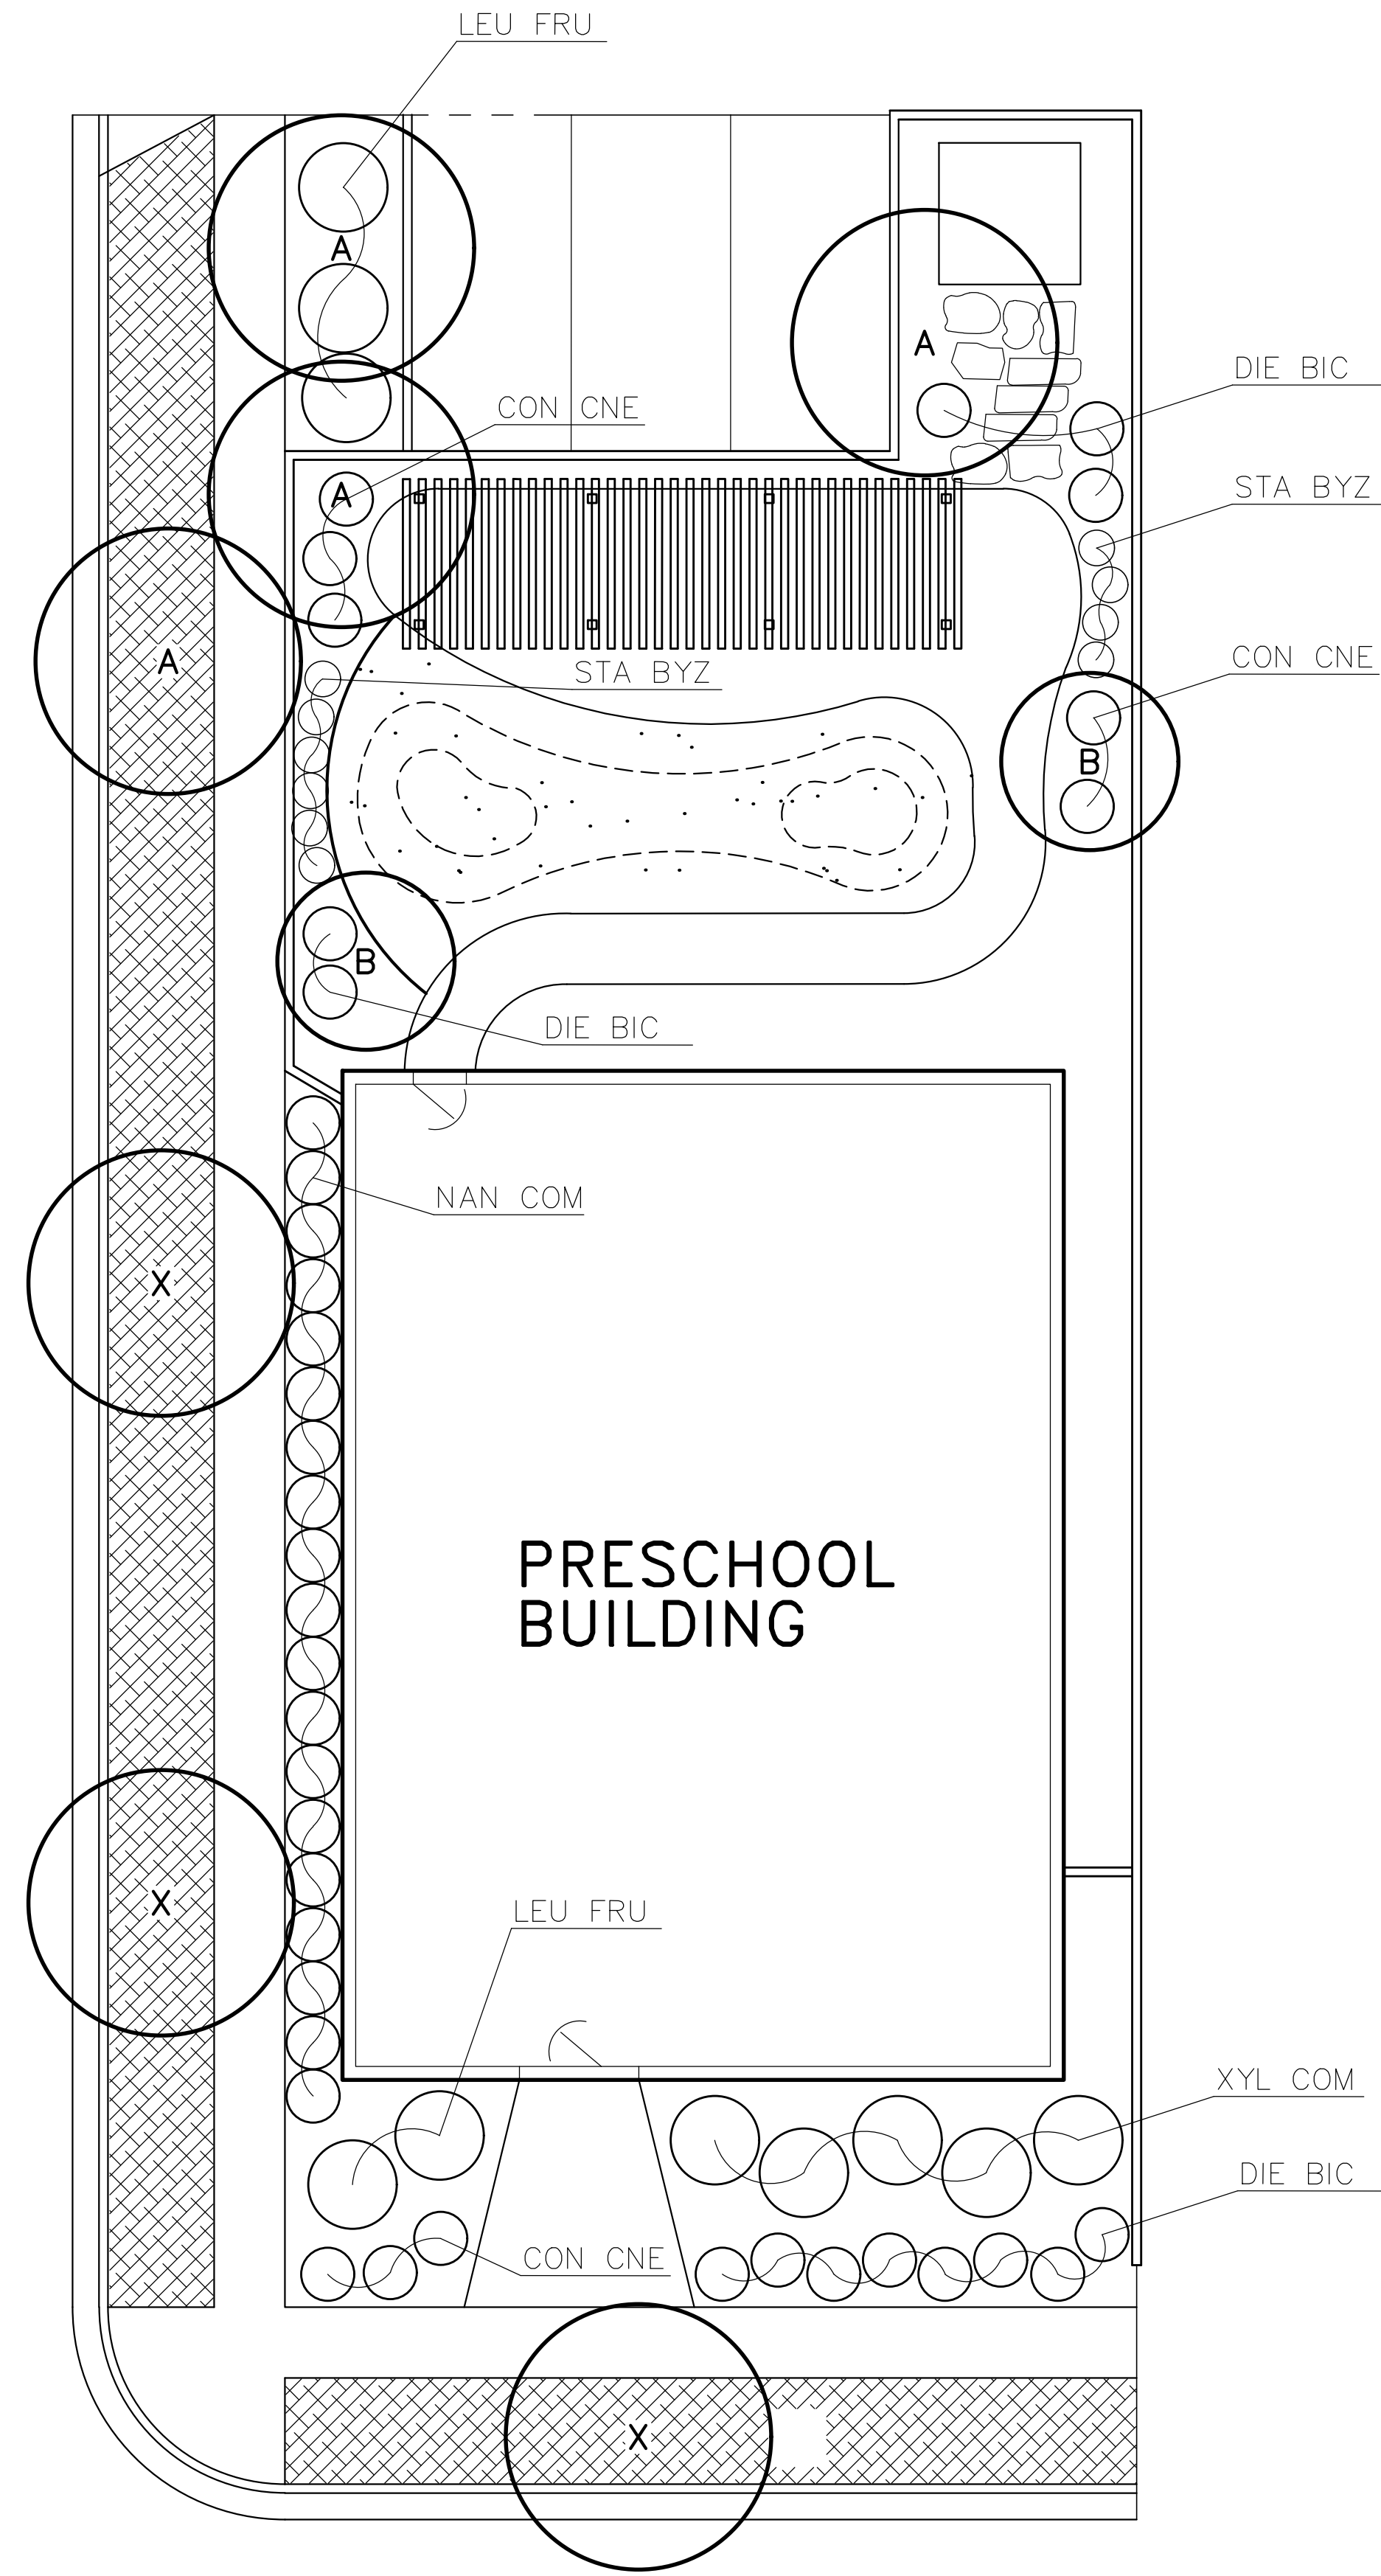 LEU FRU
A
A
DIE BIC
CON CNE
STA BYZ
A
CON CNE
A
STA BYZ
B
B
DIE BIC
NAN COM
X
PRESCHOOL
BUILDING
X
LEU FRU
XYL COM
DIE BIC
CON CNE
X